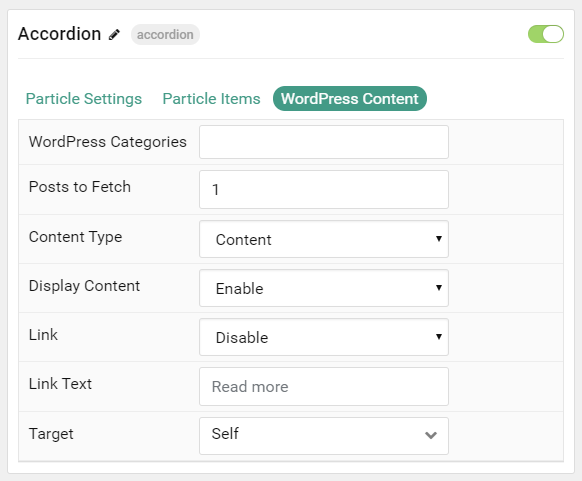 Accordion accordion
Particle Settings Particle Items WordPress Content
WordPress Categories
Posts to Fetch 1
Content Type Content
Display Content Enable
Link Disable
Link Text Read more
Target Self